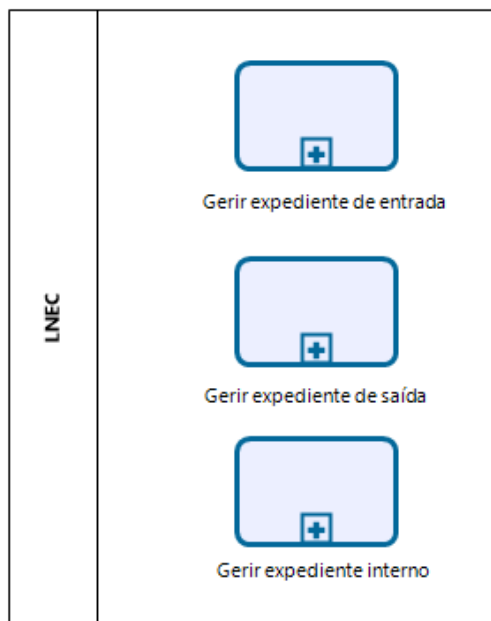 LNEC
Gerir expediente de entrada
Gerir expediente de saída
Gerir expediente interno